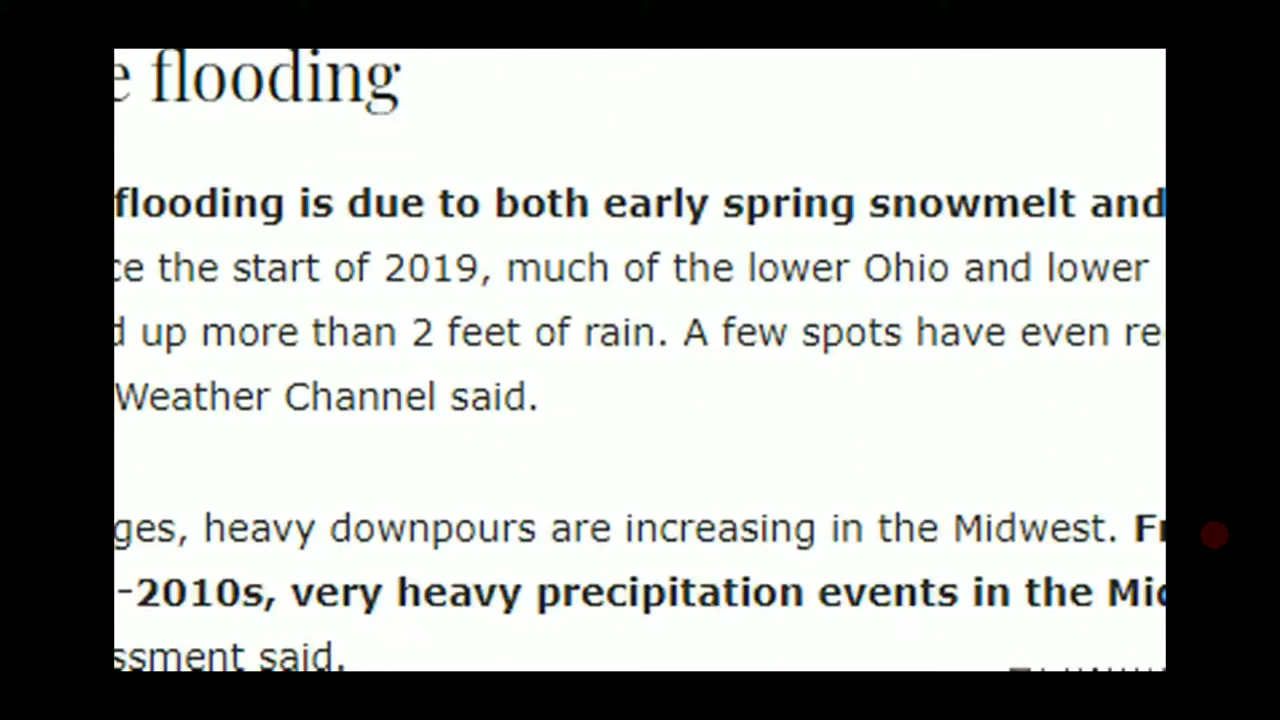 e flooding
flooding is due to both early spring snowmelt and
ce the start of 2019, much of the lower Ohio and lower
d up more than 2 feet of rain. A few spots have even re
Weather Channel said.
ges, heavy downpours are increasing in the Midwest. Fr
-2010s, very heavy precipitation events in the Mid
ssment said.